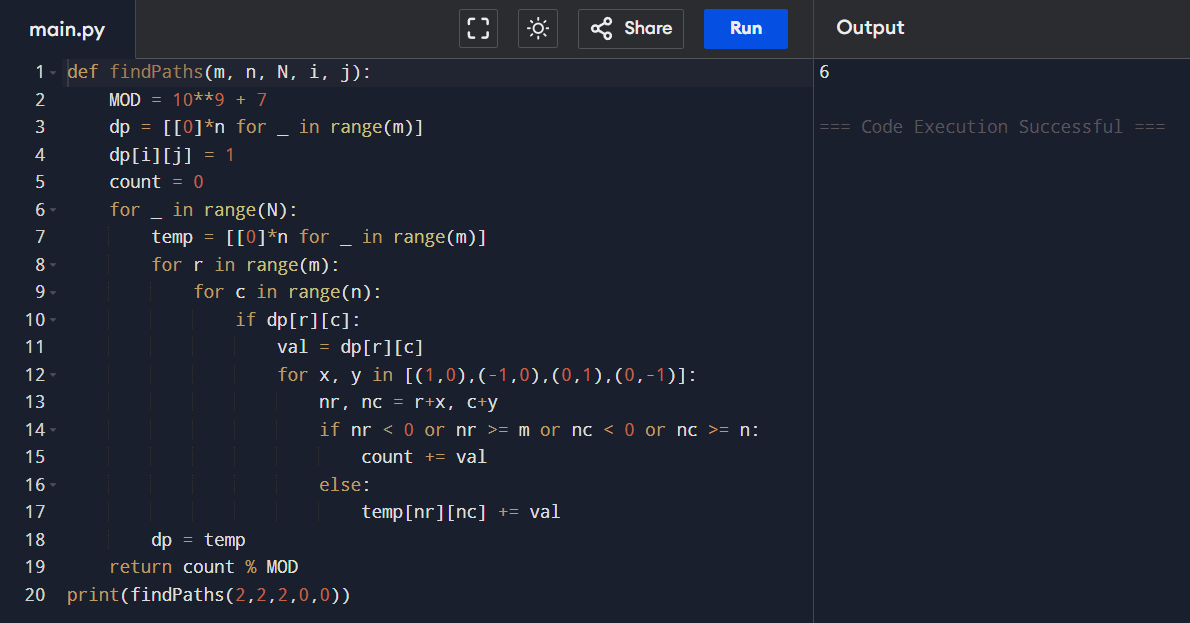 main.py Share Run Output
1 def findPaths(m, n, N, i, j):
2     MOD = 10**9 + 7
3     dp = [[0]*n for _ in range(m)]
4     dp[i][j] = 1
5     count = 0
6     for _ in range(N):
7         temp = [[0]*n for _ in range(m)]
8         for r in range(m):
9             for c in range(n):
10                 if dp[r][c]:
11                     val = dp[r][c]
12                     for x, y in [(1,0),(-1,0),(0,1),(0,-1)]:
13                         nr, nc = r+x, c+y
14                         if nr < 0 or nr >= m or nc < 0 or nc >= n:
15                             count += val
16                         else:
17                             temp[nr][nc] += val
18         dp = temp
19     return count % MOD
20 print(findPaths(2,2,2,0,0))
6
=== Code Execution Successful ===